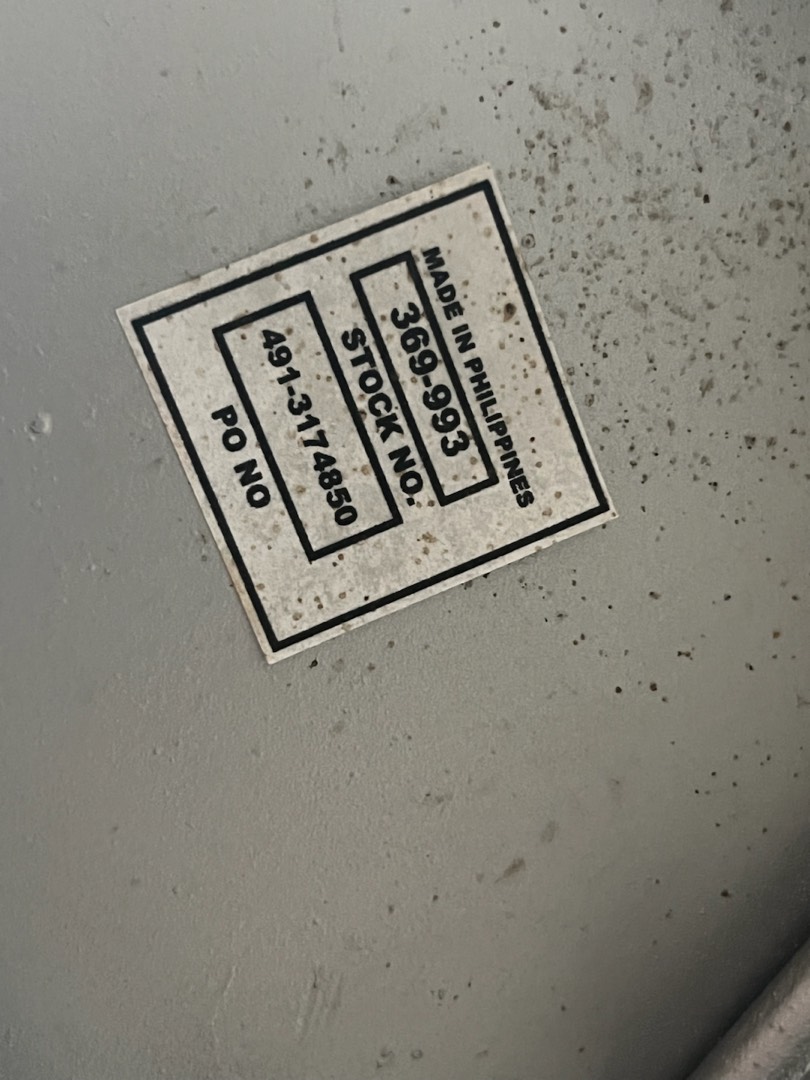 MADE IN PHILIPPINES
369-993
STOCK NO.
491-3174850
PO NO